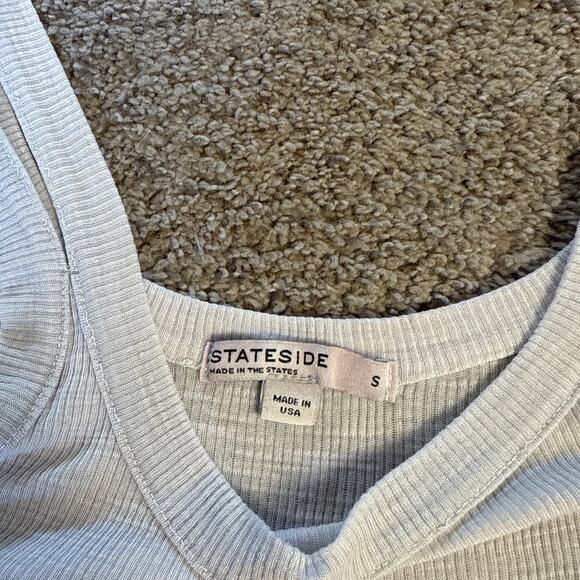 STATESIDE
MADE IN THE STATES
S
MADE IN
USA